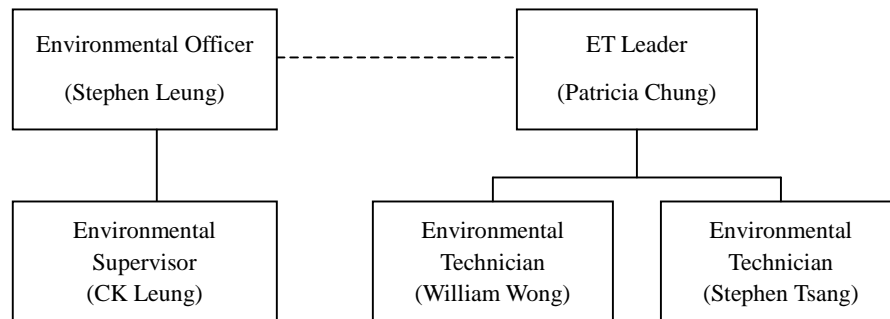 Environmental Officer
(Stephen Leung)
ET Leader
(Patricia Chung)
Environmental
Supervisor
(CK Leung)
Environmental
Technician
(William Wong)
Environmental
Technician
(Stephen Tsang)